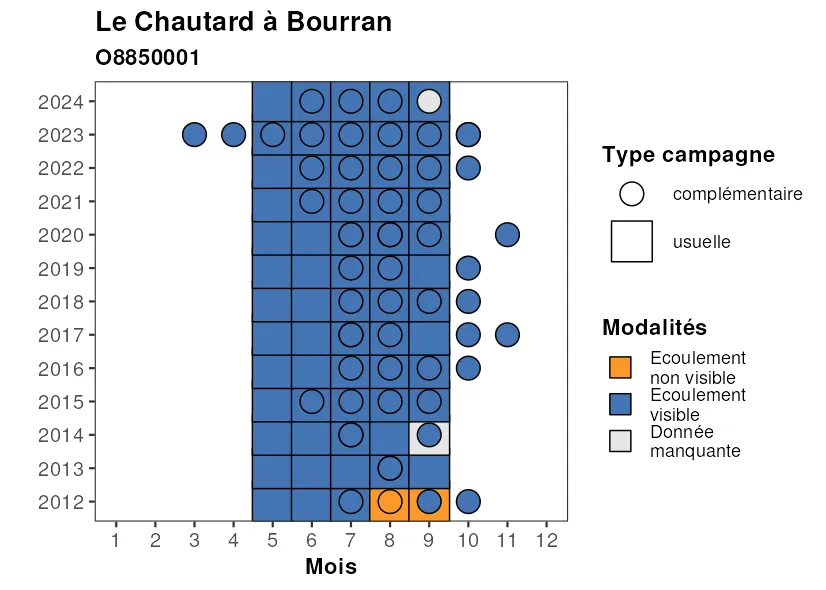 Le Chautard à Bourran
O8850001
2024
2023
2022
2021
2020
2019
2018
2017
2016
2015
2014
2013
2012
1 2 3 4 5 6 7 8 9 10 11 12
Mois
Type campagne
complémentaire
usuelle
Modalités
Ecoulement
non visible
Ecoulement
visible
Donnée
manquante